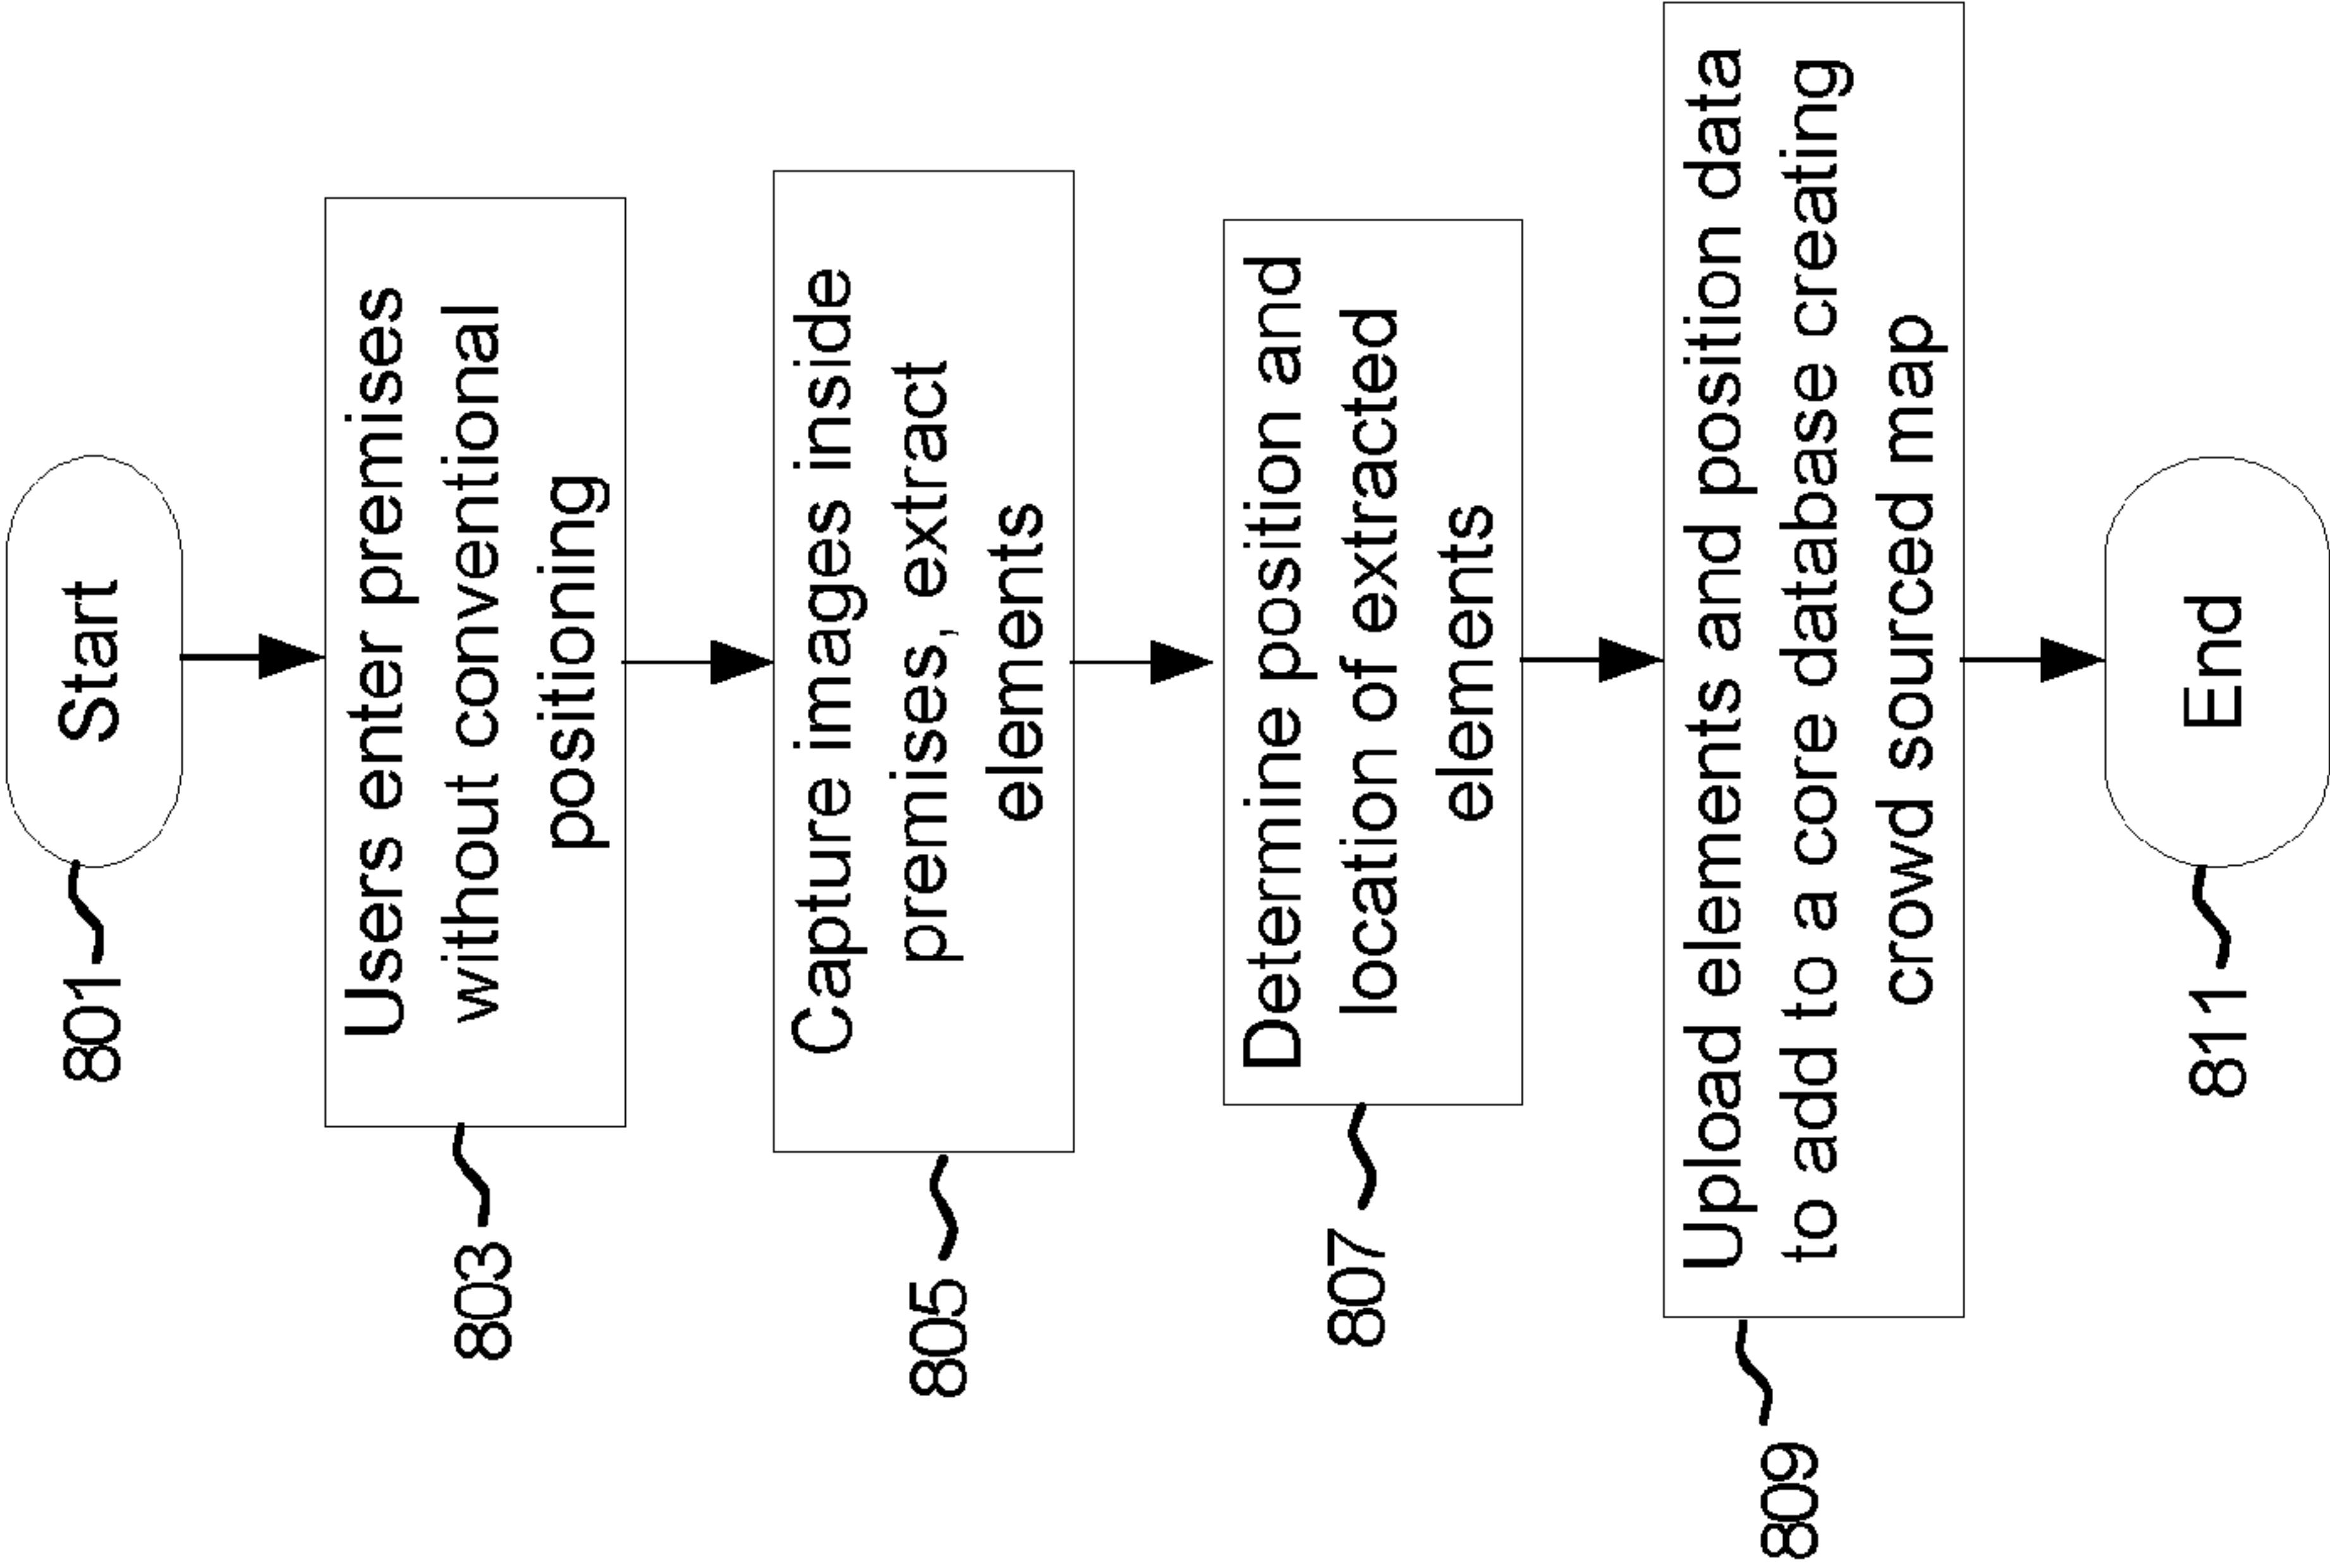 801
Start
803
Users enter premises
without conventional
positioning
805
Capture images inside
premises, extract
elements
807
Determine position and
location of extracted
elements
809
Upload elements and position data
to add to a core database creating
crowd sourced map
811
End